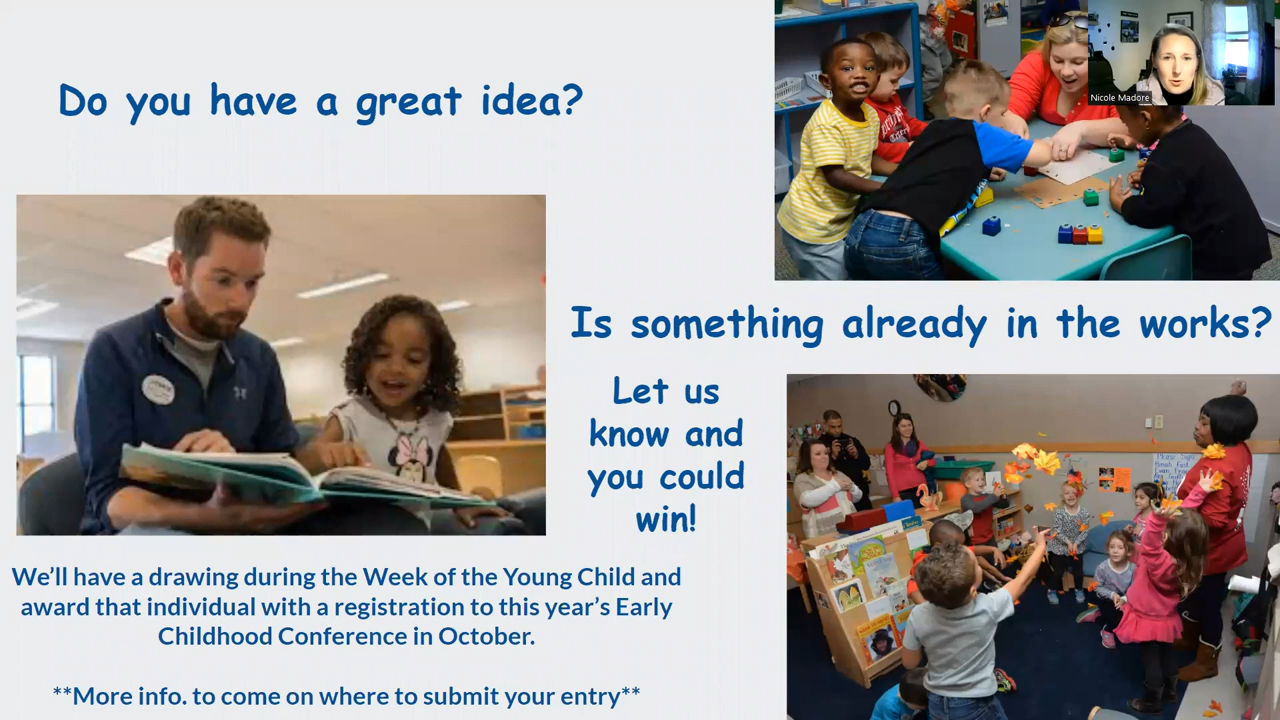 Do you have a great idea?
Nicole Madore
Is something already in the works?
Let us
know and
you could
win!
We'll have a drawing during the Week of the Young Child and
award that individual with a registration to this year's Early
Childhood Conference in October.
**More info. to come on where to submit your entry**